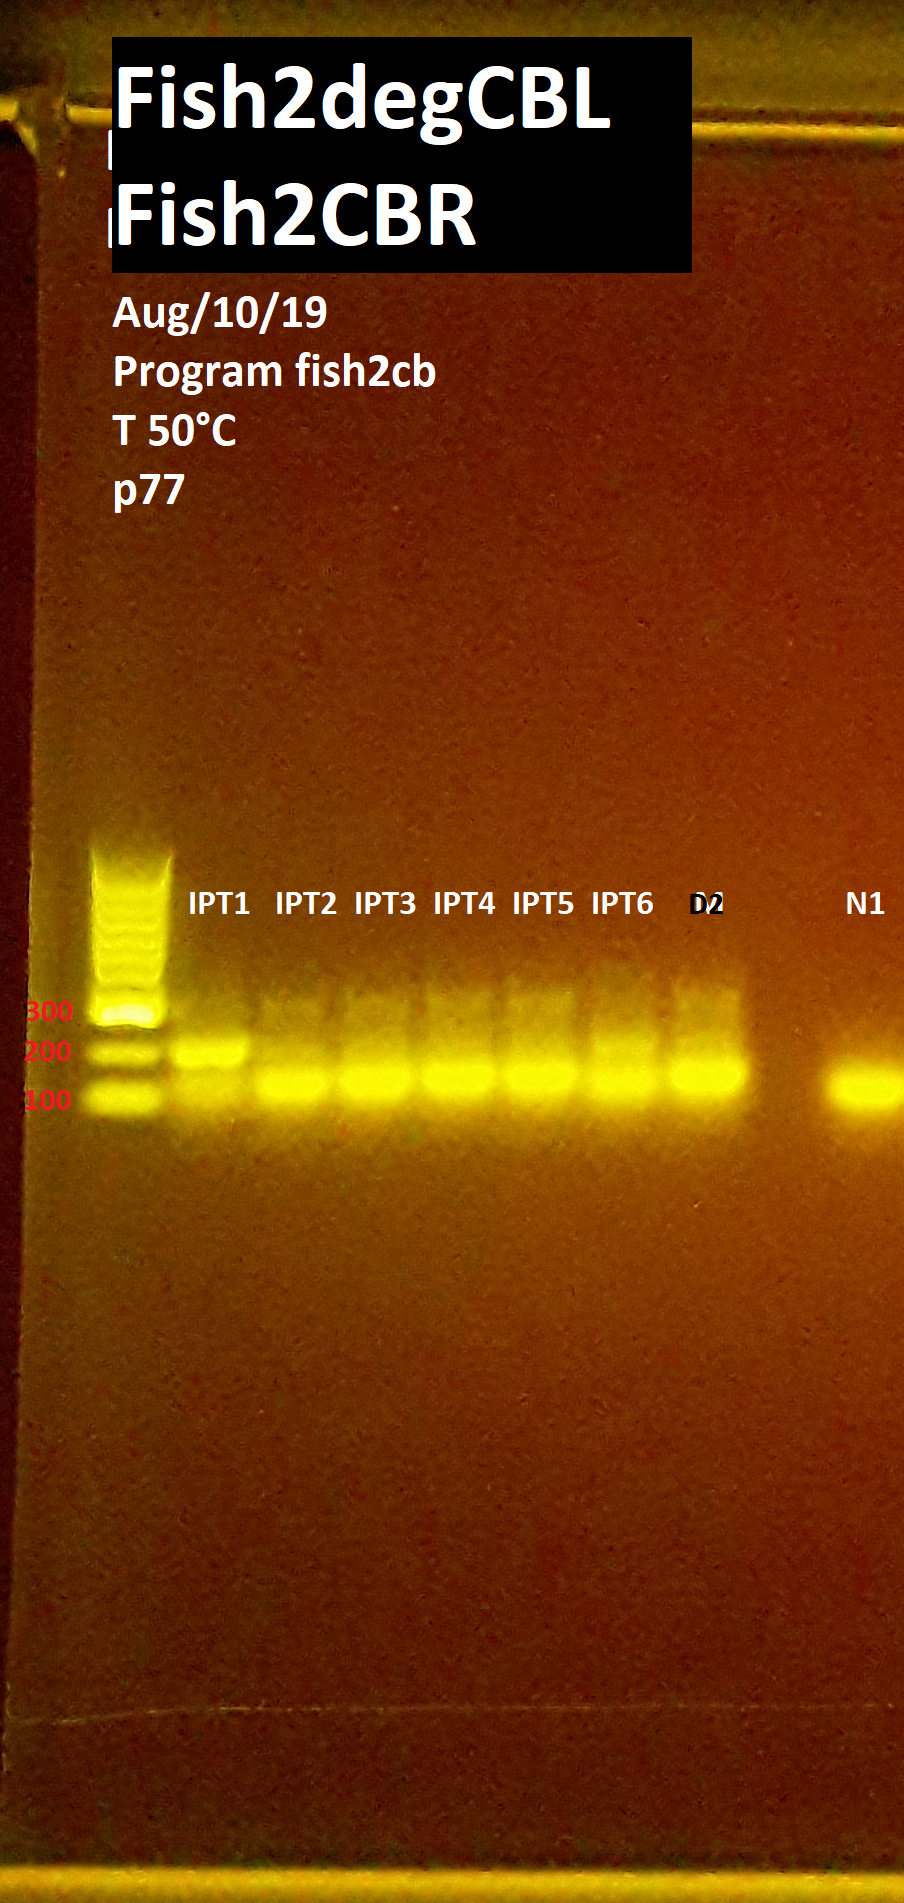 Fish2degCBL
Fish2CBR
Aug/10/19
Program fish2cb
T 50°C
p77
IPT1 IPT2 IPT3 IPT4 IPT5 IPT6 D2 N1
300
200
100